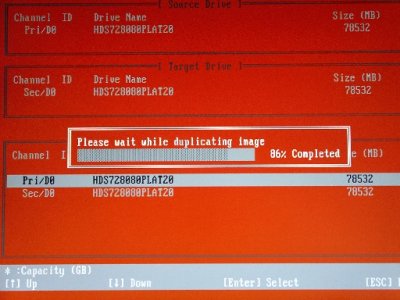 [ Source Drive ]
Channel ID Drive Name Size (MB)
Pri/D0 HDS728080PLAT20 78532
[ Target Drive ]
Channel ID Drive Name Size (MB)
Sec/D0 HDS728080PLAT20 78532
Please wait while duplicating image
86% Completed
Channel I e (MB)
Pri/D0 HDS728080PLAT20 78532
Sec/D0 HDS728080PLAT20 78532
* :Capacity (GB)
[↑] Up [↓] Down [Enter] Select [ESC]